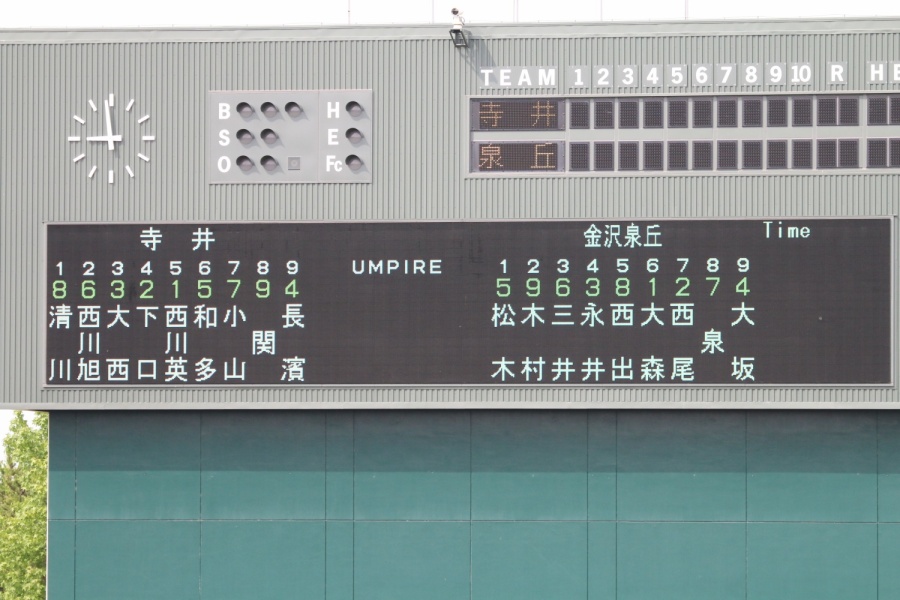 TEAM 1 2 3 4 5 6 7 8 9 10 R H E
B H
S E
O Fc
寺井
泉丘
寺井
1 2 3 4 5 6 7 8 9
8 6 3 2 1 5 7 9 4
清川 西川旭 大西 下口 西川英 和多 小山 関 長濱
UMPIRE
金沢泉丘
Time
1 2 3 4 5 6 7 8 9
5 9 6 3 8 1 2 7 4
松木 木村 三井 永井 西出 大森 西尾 泉 大坂